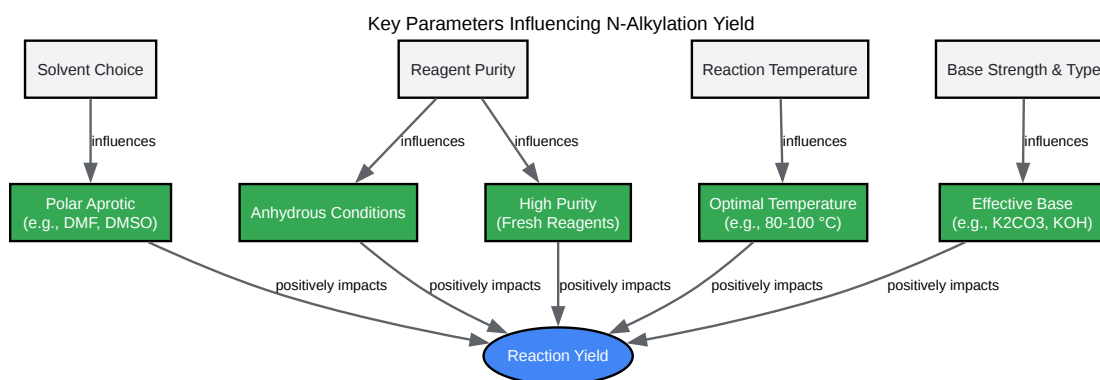 Key Parameters Influencing N-Alkylation Yield
Solvent Choice
Reagent Purity
Reaction Temperature
Base Strength & Type
influences
influences
influences
influences
influences
Polar Aprotic
(e.g., DMF, DMSO)
Anhydrous Conditions
High Purity
(Fresh Reagents)
Optimal Temperature
(e.g., 80-100 °C)
Effective Base
(e.g., K2CO3, KOH)
positively impacts
positively impacts
positively impacts
positively impacts
positively impacts
Reaction Yield